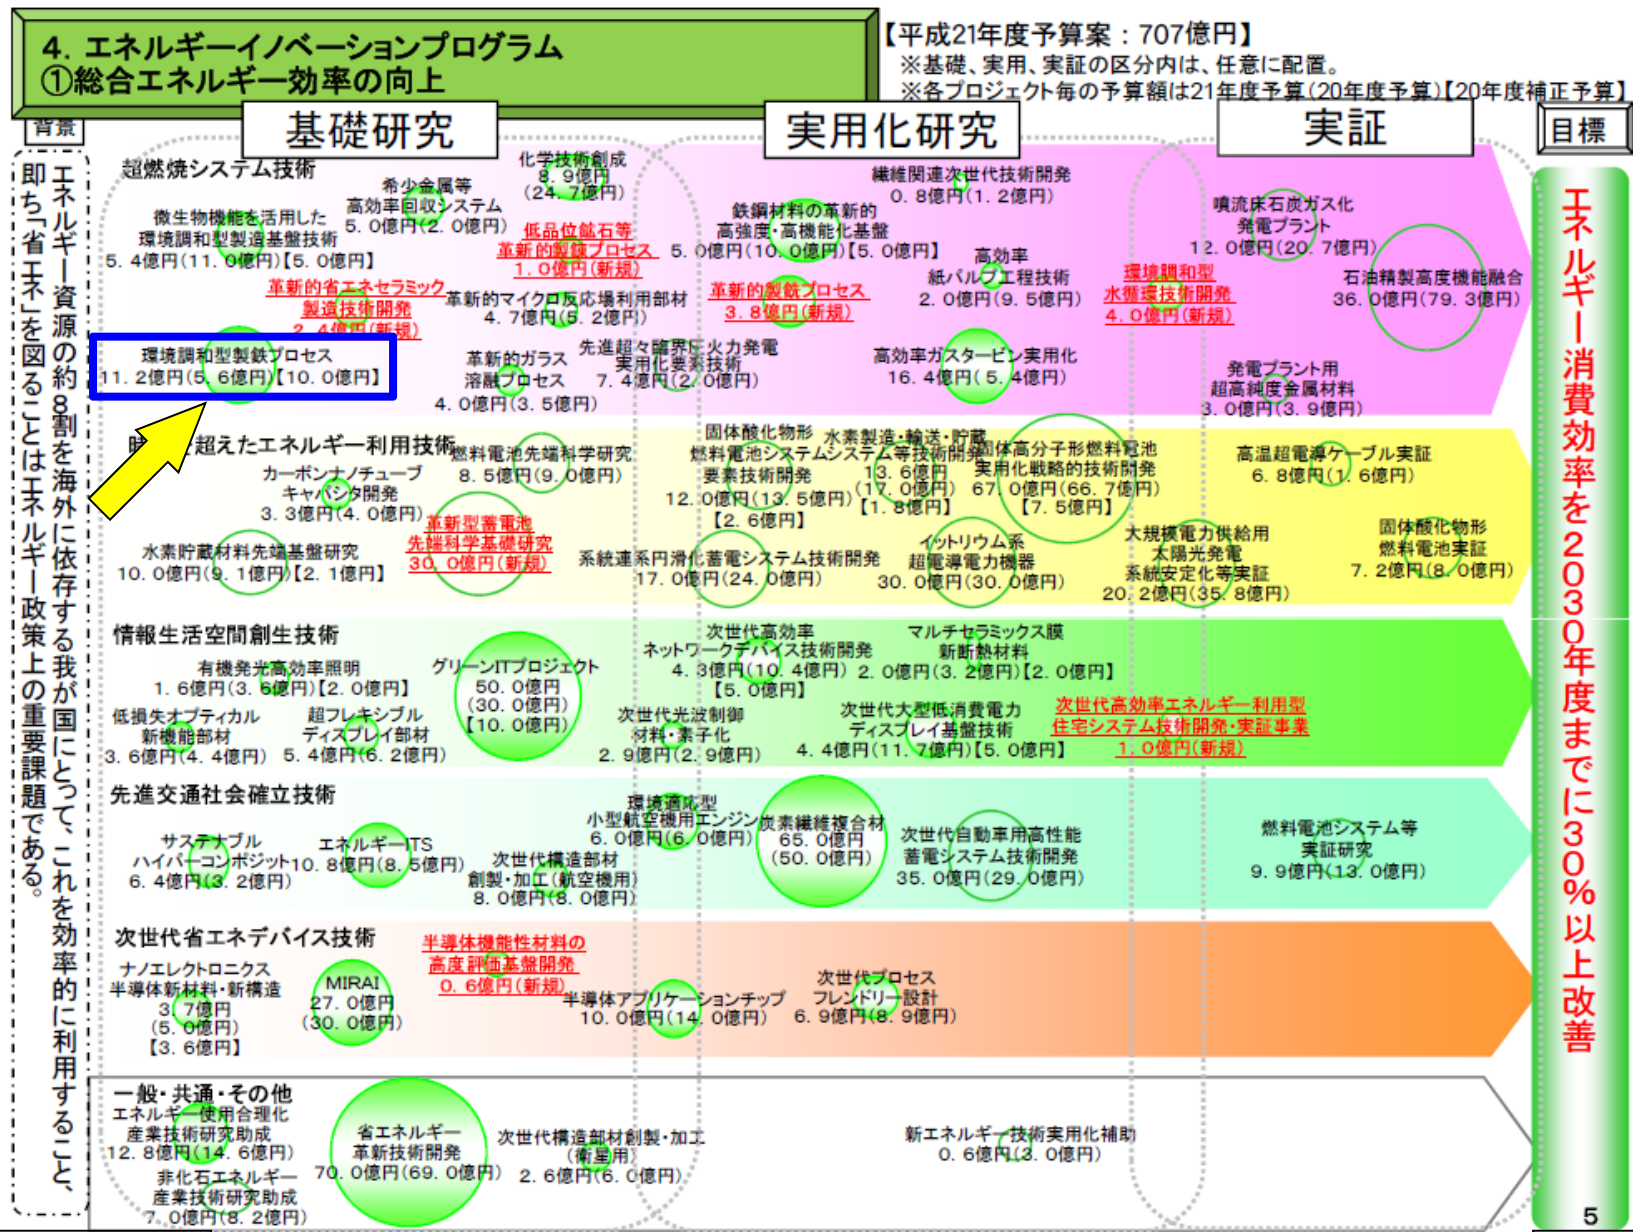 4．エネルギーイノベーションプログラム
①総合エネルギー効率の向上
【平成21年度予算案：707億円】
※基礎、実用、実証の区分内は、任意に配置。
※各プロジェクト毎の予算額は21年度予算(20年度予算)【20年度補正予算】
背景
基礎研究
実用化研究
実証
目標
エネルギー資源の約8割を海外に依存する我が国にとって、これを効率的に利用すること、
即ち「省エネ」を図ることはエネルギー政策上の重要課題である。
超燃焼システム技術
化学技術創成
8．9億円
(24．7億円)
希少金属等
高効率回収システム
5．0億円(2．0億円)
微生物機能を活用した
環境調和型製造基盤技術
5．4億円(11．0億円)【5．0億円】
低品位鉱石等
革新的製錬プロセス
1．0億円(新規)
革新的省エネセラミック
製造技術開発
2．4億円(新規)
革新的マイクロ反応場利用部材
4．7億円(5．2億円)
環境調和型製鉄プロセス
11．2億円(5．6億円)【10．0億円】
革新的ガラス
溶融プロセス
4．0億円(3．5億円)
先進超々臨界圧火力発電
実用化要素技術
7．4億円(2．0億円)
繊維関連次世代技術開発
0．8億円(1．2億円)
鉄鋼材料の革新的
高強度・高機能化基盤
5．0億円(10．0億円)【5．0億円】
高効率
紙パルプ工程技術
2．0億円(9．5億円)
革新的製銑プロセス
3．8億円(新規)
高効率ガスタービン実用化
16．4億円(5．4億円)
環境調和型
水循環技術開発
4．0億円(新規)
噴流床石炭ガス化
発電プラント
12．0億円(20．7億円)
石油精製高度機能融合
36．0億円(79．3億円)
発電プラント用
超高純度金属材料
3．0億円(3．9億円)
を超えたエネルギー利用技術
燃料電池先端科学研究
8．5億円(9．0億円)
カーボンナノチューブ
キャパシタ開発
3．3億円(4．0億円)
革新型蓄電池
先端科学基礎研究
30．0億円(新規)
水素貯蔵材料先端基盤研究
10．0億円(9．1億円)【2．1億円】
固体酸化物形
燃料電池システム
要素技術開発
12．0億円(13．5億円)
【2．6億円】
水素製造・輸送・貯蔵
システム等技術開発
13．6億円
(17．0億円)
【1．8億円】
固体高分子形燃料電池
実用化戦略的技術開発
67．0億円(66．7億円)
【7．5億円】
系統連系円滑化蓄電システム技術開発
17．0億円(24．0億円)
イットリウム系
超電導電力機器
30．0億円(30．0億円)
高温超電導ケーブル実証
6．8億円(1．6億円)
大規模電力供給用
太陽光発電
系統安定化等実証
20．2億円(35．8億円)
固体酸化物形
燃料電池実証
7．2億円(8．0億円)
情報生活空間創生技術
有機発光高効率照明
1．6億円(3．6億円)【2．0億円】
グリーンITプロジェクト
50．0億円
(30．0億円)
【10．0億円】
低損失オプティカル
新機能部材
3．6億円(4．4億円)
超フレキシブル
ディスプレイ部材
5．4億円(6．2億円)
次世代高効率
ネットワークデバイス技術開発
4．3億円(10．4億円)
【5．0億円】
マルチセラミックス膜
新断熱材料
2．0億円(3．2億円)【2．0億円】
次世代光波制御
材料・素子化
2．9億円(2．9億円)
次世代大型低消費電力
ディスプレイ基盤技術
4．4億円(11．7億円)【5．0億円】
次世代高効率エネルギー利用型
住宅システム技術開発・実証事業
1．0億円(新規)
先進交通社会確立技術
サステナブル
ハイパーコンポジット
6．4億円(3．2億円)
エネルギーITS
10．8億円(8．5億円)
次世代構造部材
創製・加工(航空機用)
8．0億円(8．0億円)
環境適応型
小型航空機用エンジン
6．0億円(6．0億円)
炭素繊維複合材
65．0億円
(50．0億円)
次世代自動車用高性能
蓄電システム技術開発
35．0億円(29．0億円)
燃料電池システム等
実証研究
9．9億円(13．0億円)
次世代省エネデバイス技術
ナノエレクトロニクス
半導体新材料・新構造
3．7億円
(5．0億円)
【3．6億円】
MIRAI
27．0億円
(30．0億円)
半導体機能性材料の
高度評価基盤開発
0．6億円(新規)
半導体アプリケーションチップ
10．0億円(14．0億円)
次世代プロセス
フレンドリー設計
6．9億円(8．9億円)
一般・共通・その他
エネルギー使用合理化
産業技術研究助成
12．8億円(14．6億円)
非化石エネルギー
産業技術研究助成
7．0億円(8．2億円)
省エネルギー
革新技術開発
70．0億円(69．0億円)
次世代構造部材創製・加工
(衛星用)
2．6億円(6．0億円)
新エネルギー技術実用化補助
0．6億円(3．0億円)
エネルギー消費効率を2030年度までに30%以上改善
5